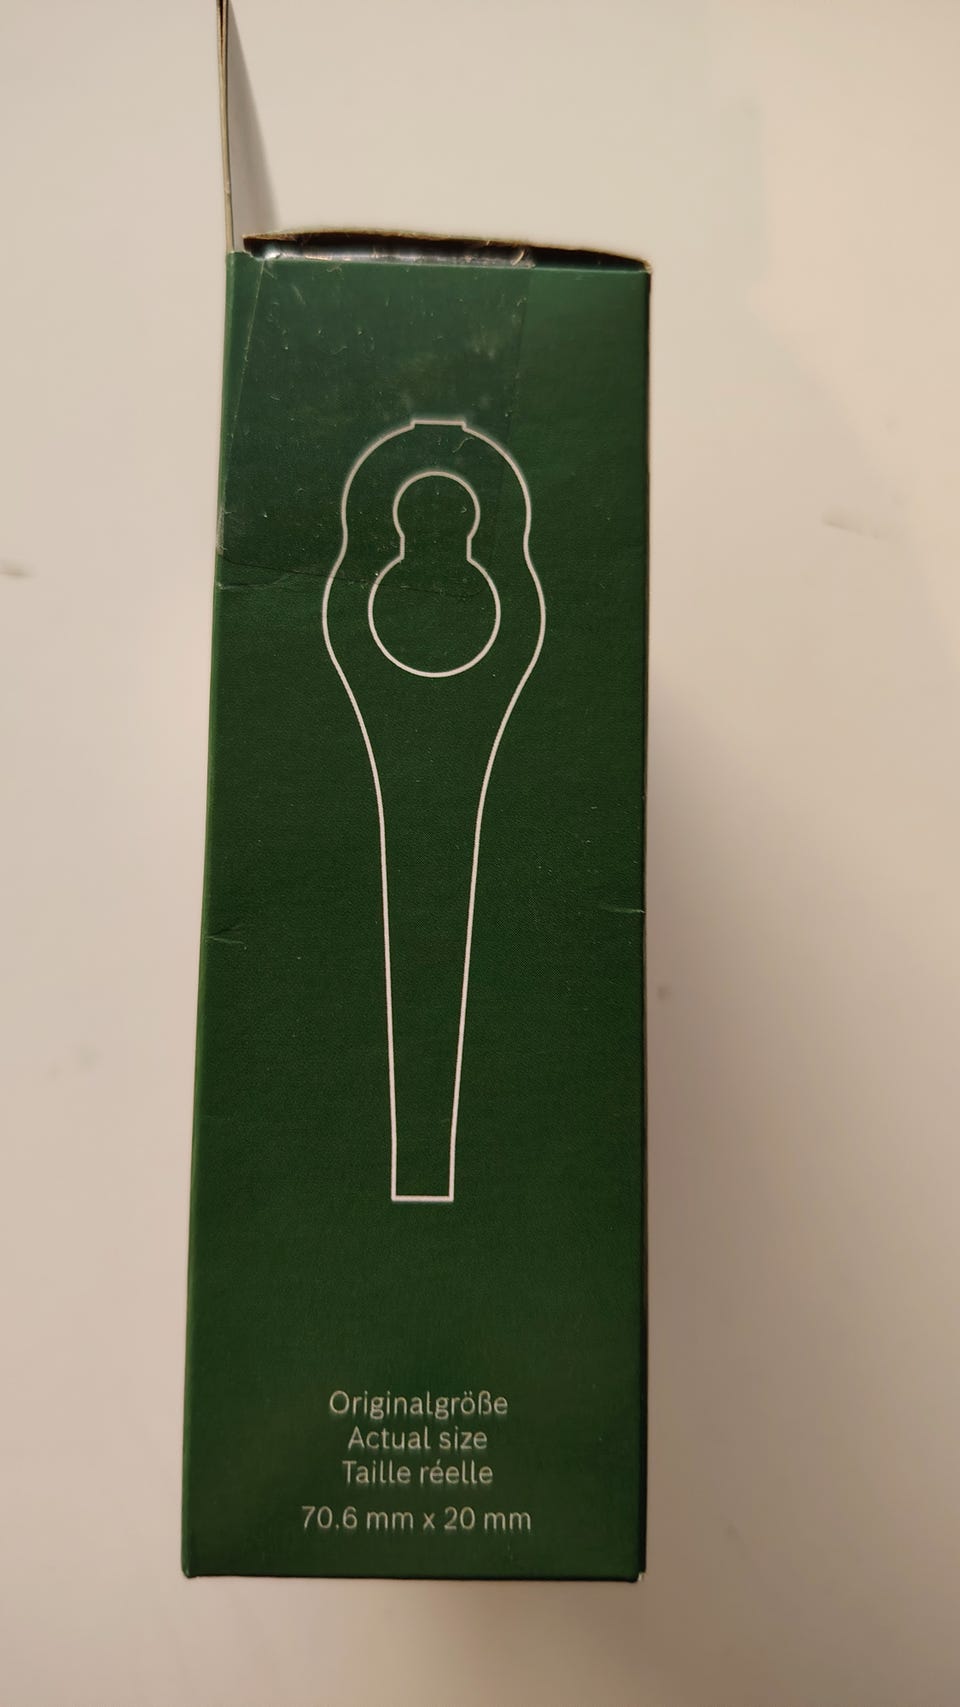 Originalgröße
Actual size
Taille réelle
70.6 mm x 20 mm